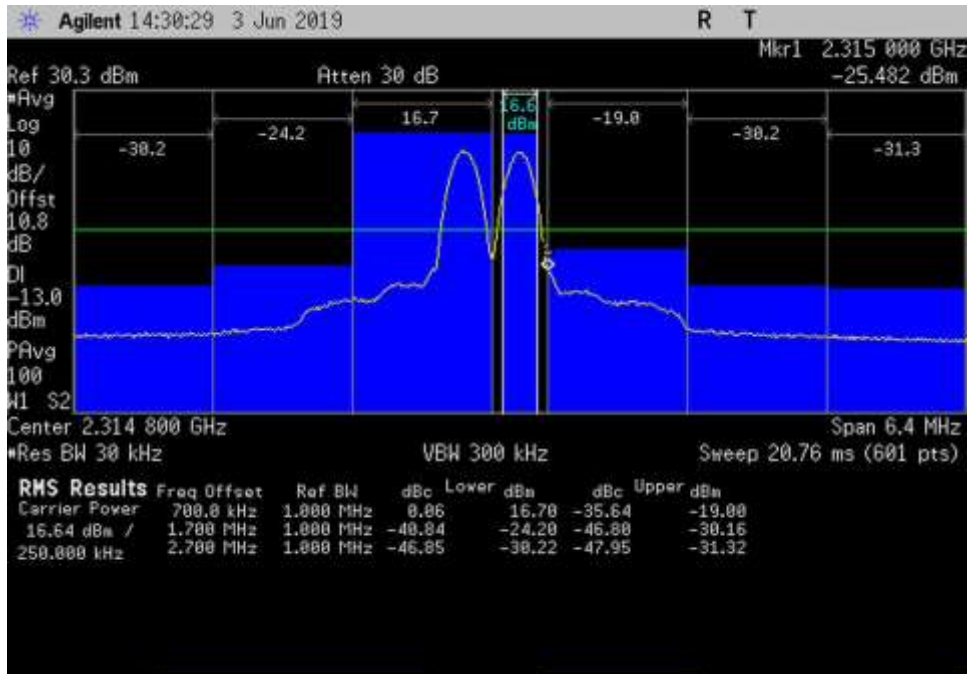 Agilent 14:30:29 3 Jun 2019 R T
Mkr1 2.315 000 GHz
Ref 30.3 dBm Atten 30 dB -25.482 dBm
#Avg
Log
10
dB/
Offst
10.8
dB
DI
-13.0
dBm
PAvg
100
W1 S2
-30.2 -24.2 16.7 16.6 dBm -19.0 -30.2 -31.3
Center 2.314 800 GHz Span 6.4 MHz
#Res BW 30 kHz VBW 300 kHz Sweep 20.76 ms (601 pts)
RMS Results Freq Offset Ref BW dBc Lower dBm dBc Upper dBm
Carrier Power 700.0 kHz 1.000 MHz 0.06 16.70 -35.64 -19.00
16.64 dBm / 1.700 MHz 1.000 MHz -40.84 -24.20 -46.80 -30.16
250.000 kHz 2.700 MHz 1.000 MHz -46.85 -30.22 -47.95 -31.32